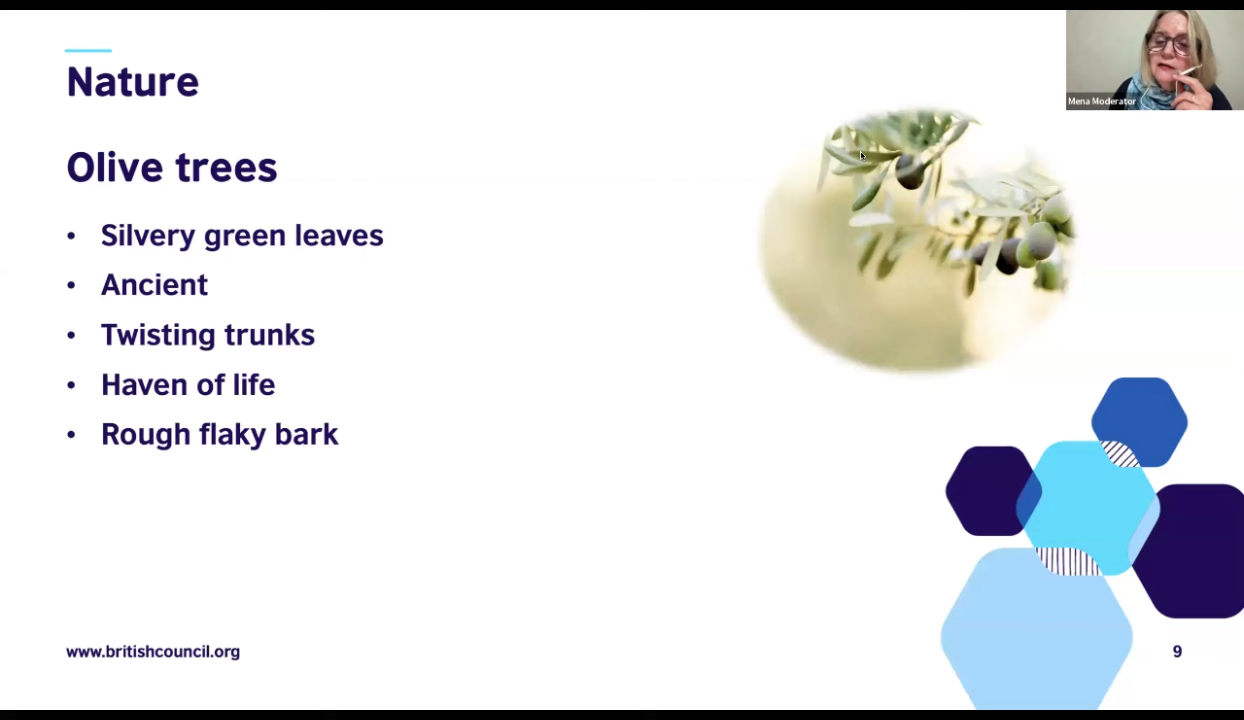 Nature
Mena Moderator
Olive trees
• Silvery green leaves
• Ancient
• Twisting trunks
• Haven of life
• Rough flaky bark
www.britishcouncil.org
9